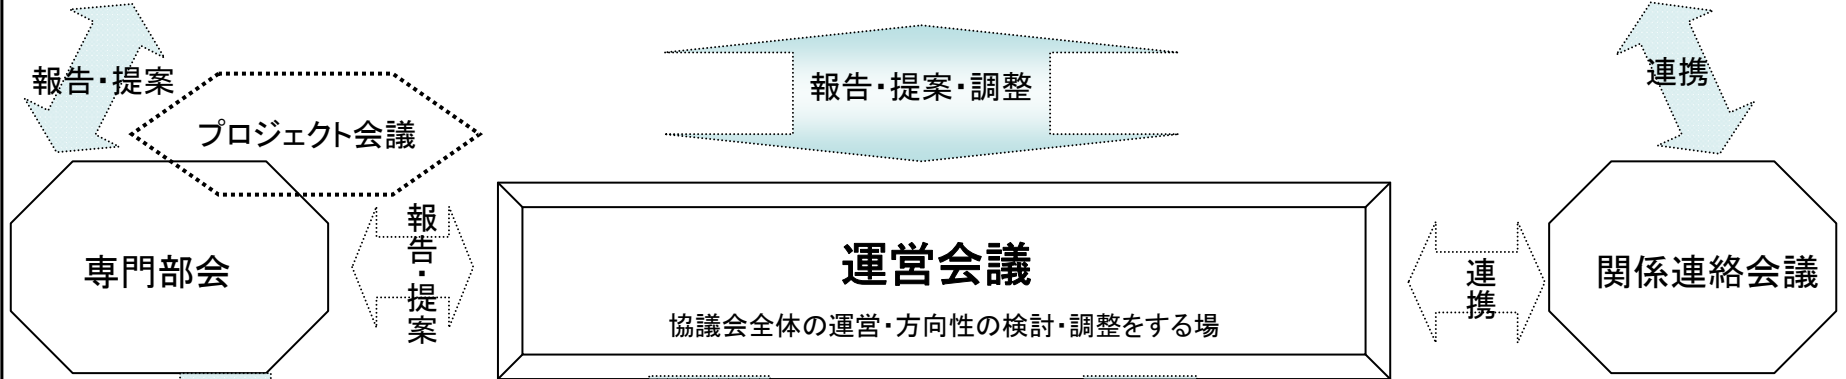 報告・提案
報告・提案・調整
連携
プロジェクト会議
専門部会
報告・提案
運営会議
協議会全体の運営・方向性の検討・調整をする場
連携
関係連絡会議